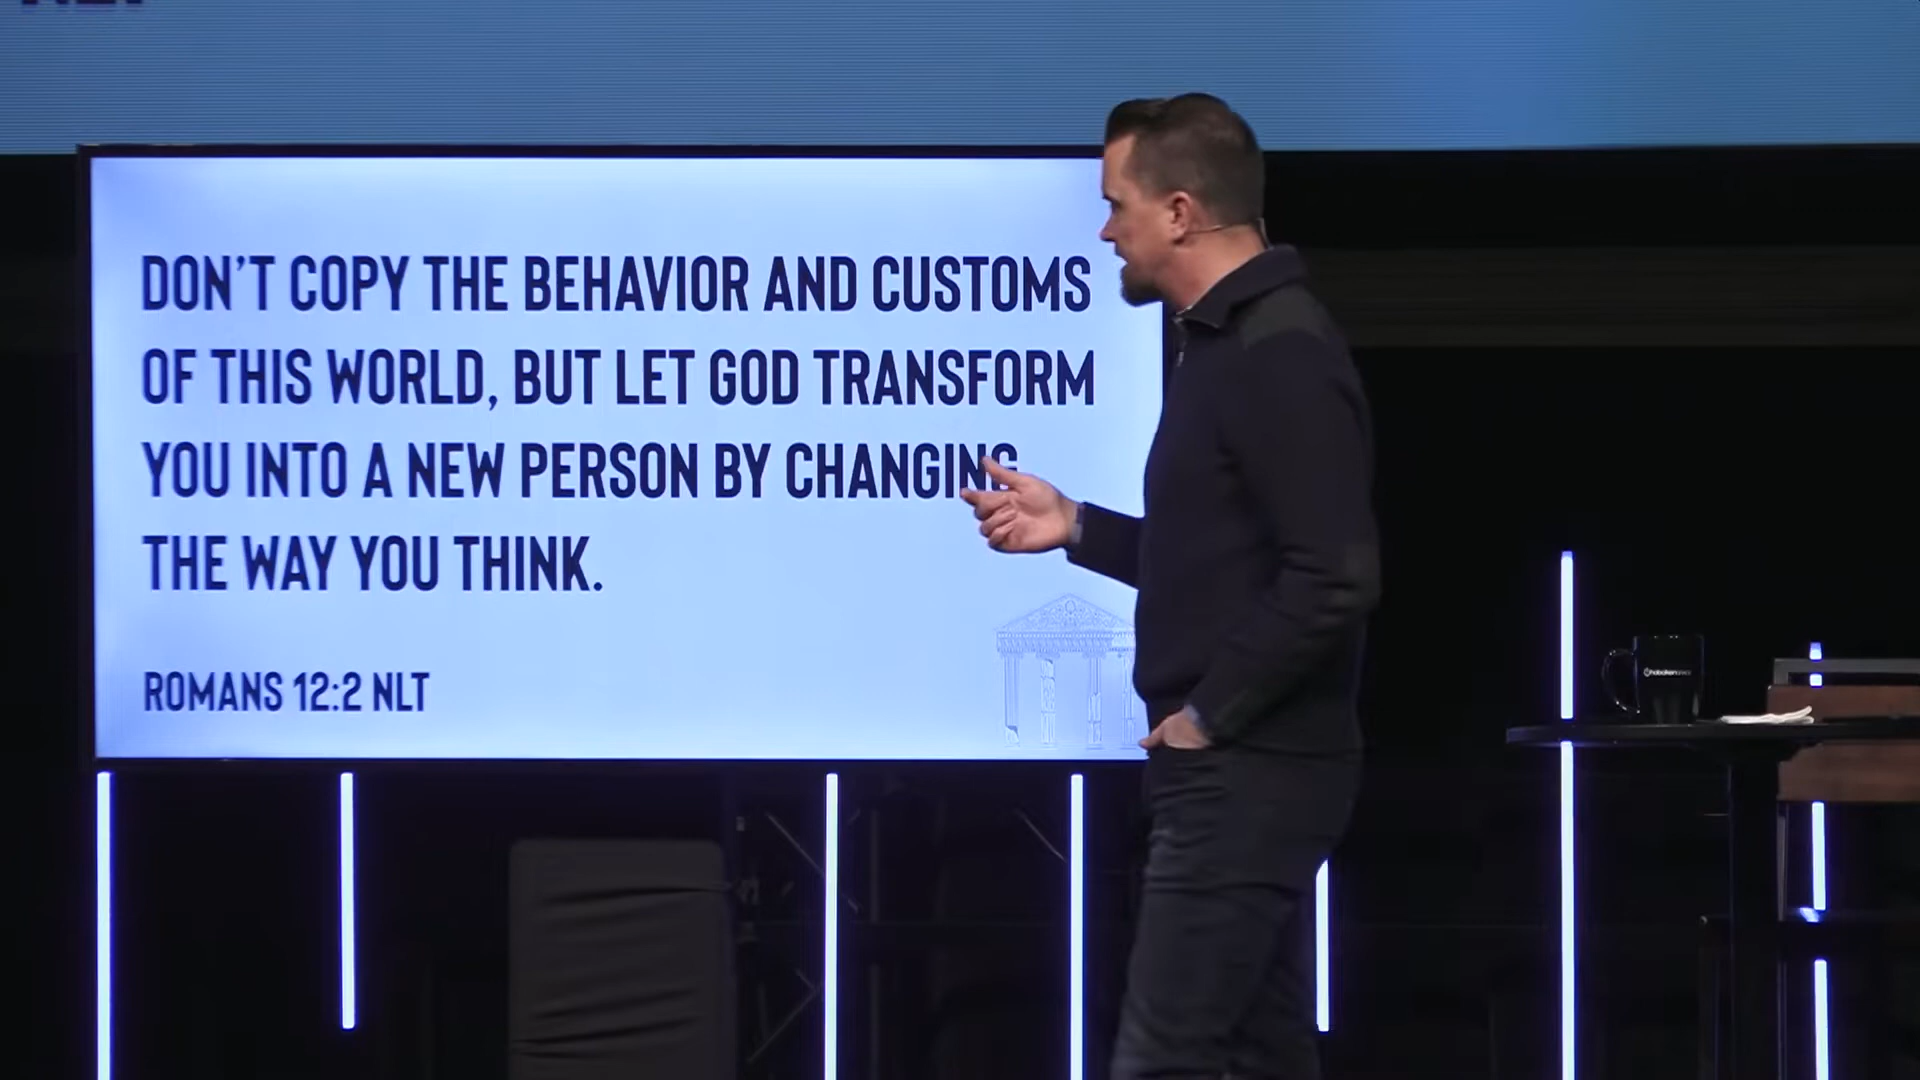 DON'T COPY THE BEHAVIOR AND CUSTOMS
OF THIS WORLD, BUT LET GOD TRANSFORM
YOU INTO A NEW PERSON BY CHANGING
THE WAY YOU THINK.
ROMANS 12:2 NLT